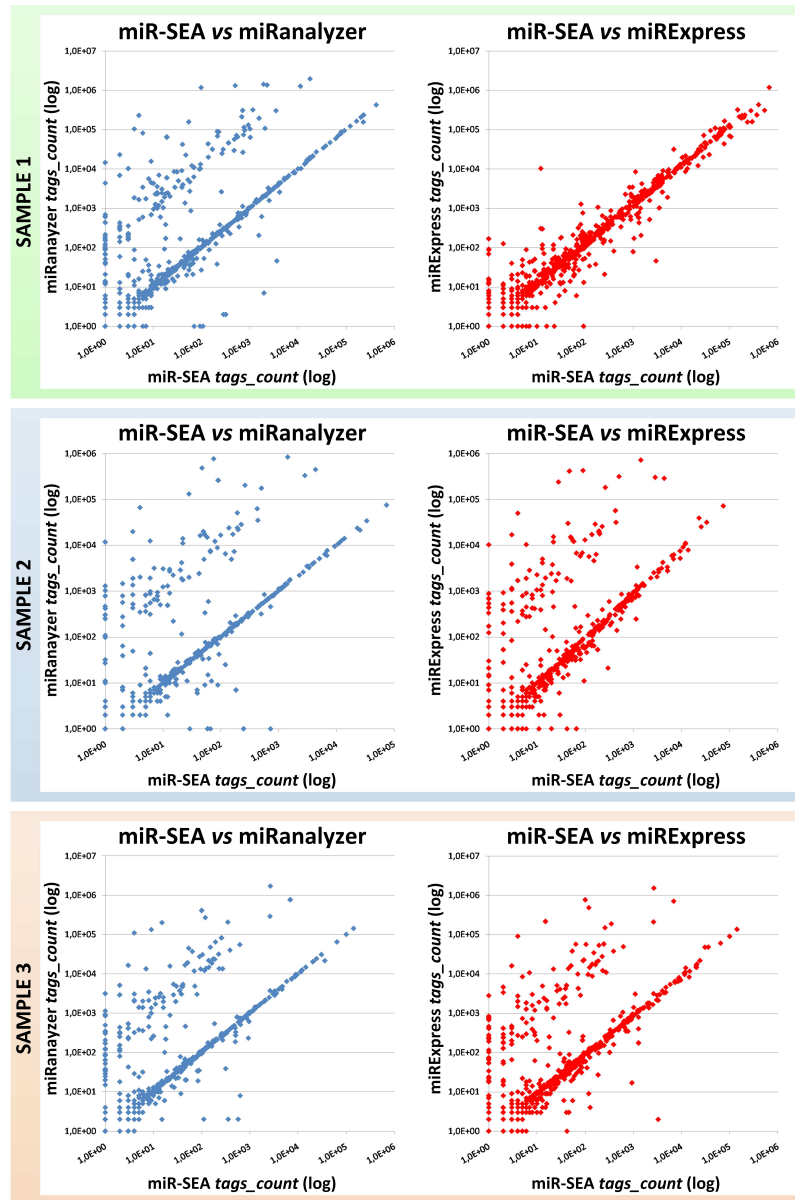 SAMPLE 1
miR-SEA vs miRanalyzer
miRanayzer tags_count (log)
1,0E+07
1,0E+06
1,0E+05
1,0E+04
1,0E+03
1,0E+02
1,0E+01
1,0E+00
1,0E+00
1,0E+01
1,0E+02
1,0E+03
1,0E+04
1,0E+05
1,0E+06
miR-SEA tags_count (log)
miR-SEA vs miRExpress
miRExpress tags_count (log)
1,0E+07
1,0E+06
1,0E+05
1,0E+04
1,0E+03
1,0E+02
1,0E+01
1,0E+00
1,0E+00
1,0E+01
1,0E+02
1,0E+03
1,0E+04
1,0E+05
1,0E+06
miR-SEA tags_count (log)
SAMPLE 2
miR-SEA vs miRanalyzer
miRanayzer tags_count (log)
1,0E+06
1,0E+05
1,0E+04
1,0E+03
1,0E+02
1,0E+01
1,0E+00
1,0E+00
1,0E+01
1,0E+02
1,0E+03
1,0E+04
1,0E+05
miR-SEA tags_count (log)
miR-SEA vs miRExpress
miRExpress tags_count (log)
1,0E+06
1,0E+05
1,0E+04
1,0E+03
1,0E+02
1,0E+01
1,0E+00
1,0E+00
1,0E+01
1,0E+02
1,0E+03
1,0E+04
1,0E+05
1,0E+06
miR-SEA tags_count (log)
SAMPLE 3
miR-SEA vs miRanalyzer
miRanayzer tags_count (log)
1,0E+07
1,0E+06
1,0E+05
1,0E+04
1,0E+03
1,0E+02
1,0E+01
1,0E+00
1,0E+00
1,0E+01
1,0E+02
1,0E+03
1,0E+04
1,0E+05
1,0E+06
miR-SEA tags_count (log)
miR-SEA vs miRExpress
miRExpress tags_count (log)
1,0E+07
1,0E+06
1,0E+05
1,0E+04
1,0E+03
1,0E+02
1,0E+01
1,0E+00
1,0E+00
1,0E+01
1,0E+02
1,0E+03
1,0E+04
1,0E+05
1,0E+06
miR-SEA tags_count (log)